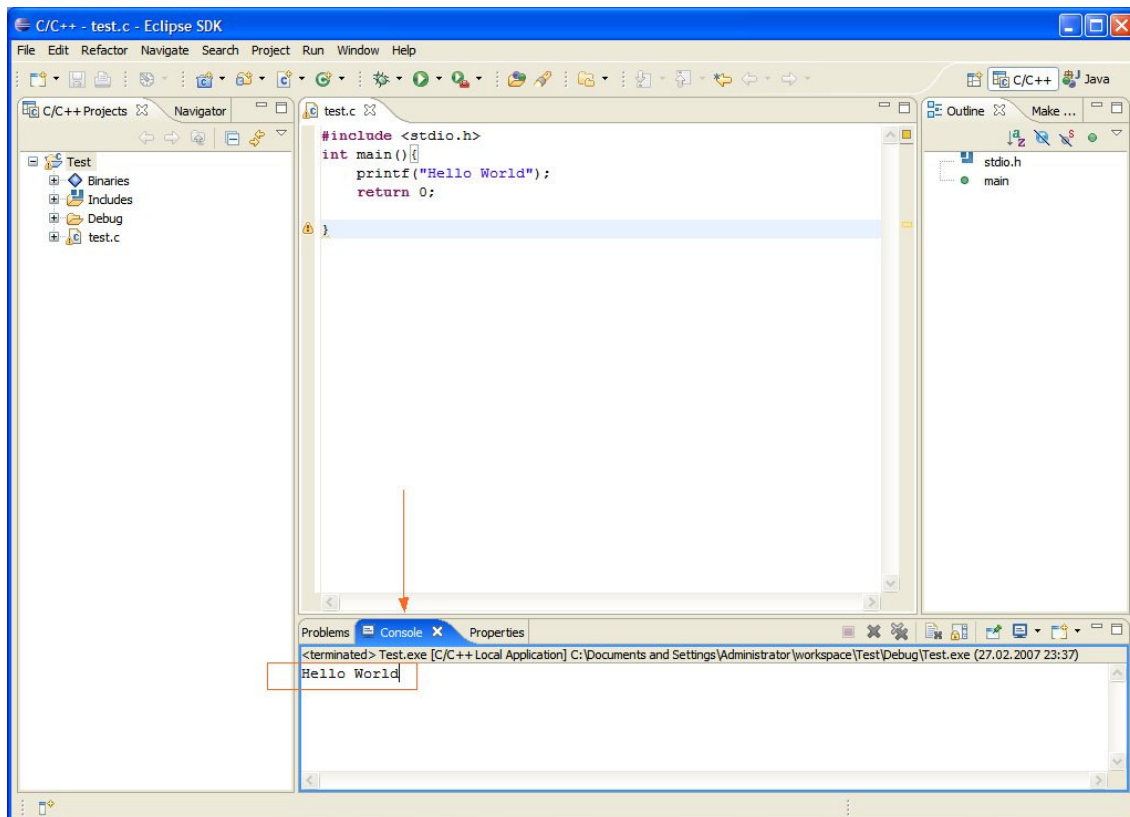 C/C++ - test.c - Eclipse SDK
File Edit Refactor Navigate Search Project Run Window Help
C/C++ Java
C/C++ Projects Navigator
Test
Binaries
Includes
Debug
test.c
test.c
#include <stdio.h>
int main(){
    printf("Hello World");
    return 0;
}
Outline Make ...
stdio.h
main
Problems Console Properties
<terminated> Test.exe [C/C++ Local Application] C:\Documents and Settings\Administrator\workspace\Test\Debug\Test.exe (27.02.2007 23:37)
Hello World